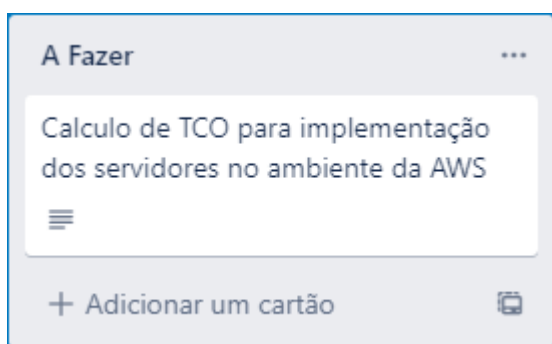 A Fazer
Calculo de TCO para implementação
dos servidores no ambiente da AWS
Adicionar um cartão